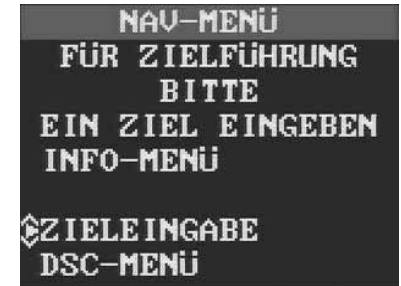 NAV-MENÜ
FÜR ZIELFÜHRUNG
BITTE
EIN ZIEL EINGEBEN
INFO-MENÜ
ZIELEINGABE
DSC-MENÜ